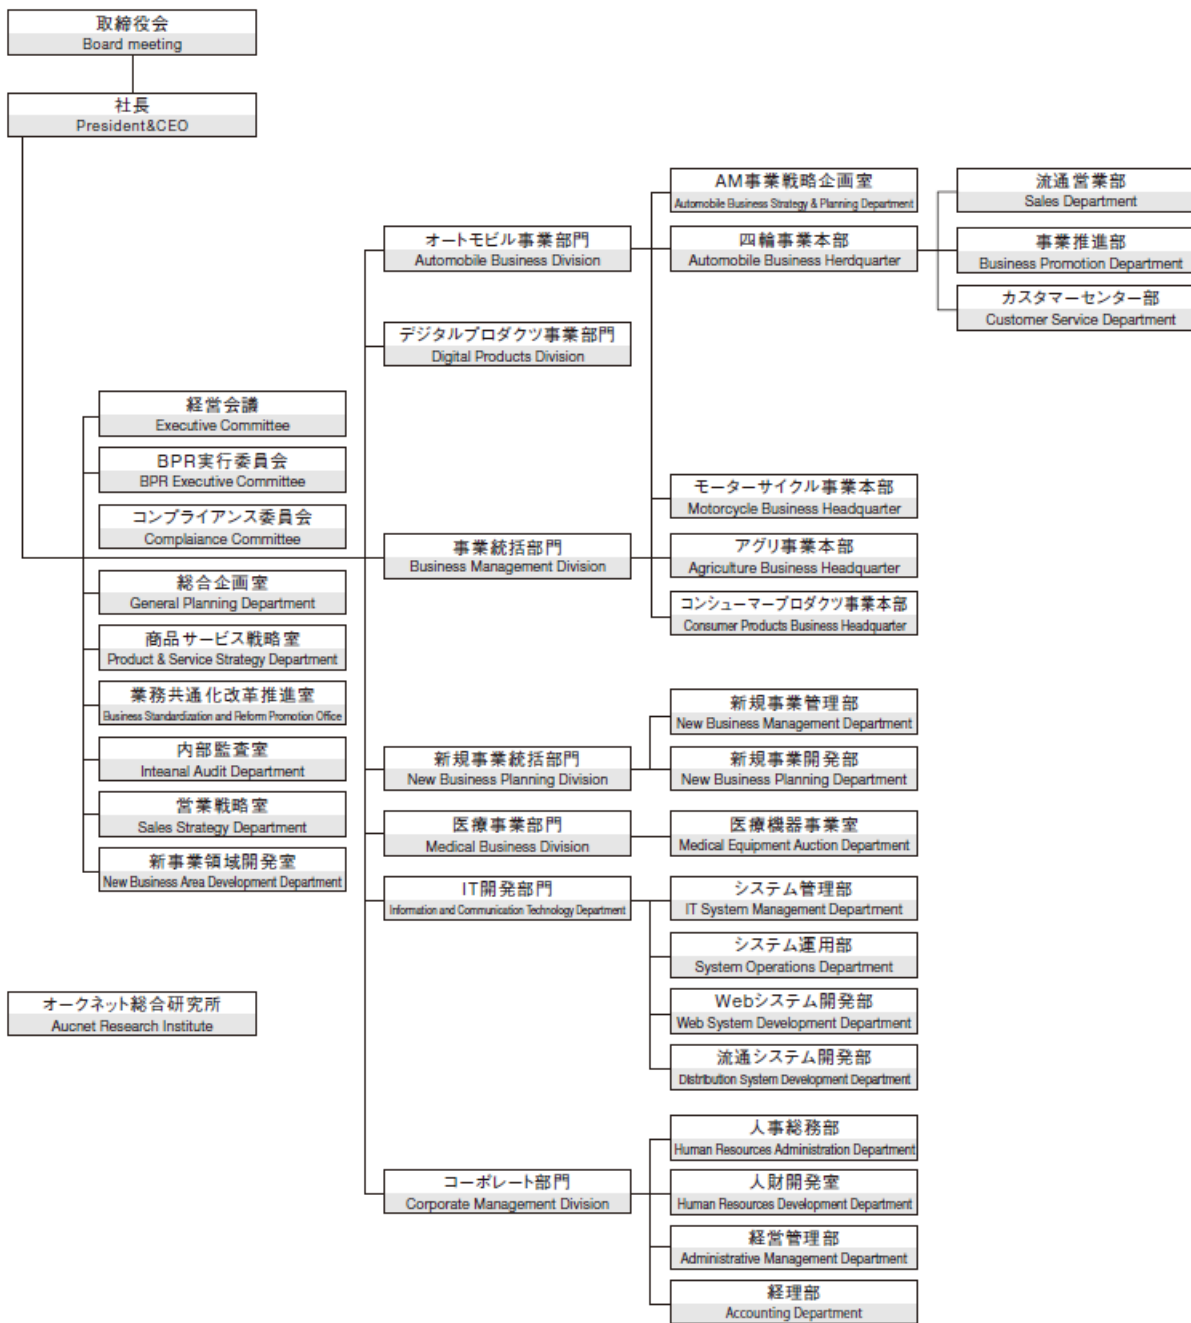 取締役会
Board meeting
社長
President&CEO
AM事業戦略企画室
Automobile Business Strategy & Planning Department
流通営業部
Sales Department
オートモビル事業部門
Automobile Business Division
四輪事業本部
Automobile Business Herdquarter
事業推進部
Business Promotion Department
カスタマーセンター部
Customer Service Department
デジタルプロダクツ事業部門
Digital Products Division
経営会議
Executive Committee
BPR実行委員会
BPR Executive Committee
コンプライアンス委員会
Complaiance Committee
モーターサイクル事業本部
Motorcycle Business Headquarter
事業統括部門
Business Management Division
アグリ事業本部
Agriculture Business Headquarter
コンシューマープロダクツ事業本部
Consumer Products Business Headquarter
総合企画室
General Planning Department
商品サービス戦略室
Product & Service Strategy Department
業務共通化改革推進室
Business Standardization and Reform Promotion Office
内部監査室
Inteanal Audit Department
営業戦略室
Sales Strategy Department
新事業領域開発室
New Business Area Development Department
新規事業統括部門
New Business Planning Division
新規事業管理部
New Business Management Department
新規事業開発部
New Business Planning Department
医療事業部門
Medical Business Division
医療機器事業室
Medical Equipment Auction Department
IT開発部門
Information and Communication Technology Department
システム管理部
IT System Management Department
システム運用部
System Operations Department
Webシステム開発部
Web System Development Department
流通システム開発部
Distribution System Development Department
オークネット総合研究所
Aucnet Research Institute
コーポレート部門
Corporate Management Division
人事総務部
Human Resources Administration Department
人財開発室
Human Resources Development Department
経営管理部
Administrative Management Department
経理部
Accounting Department